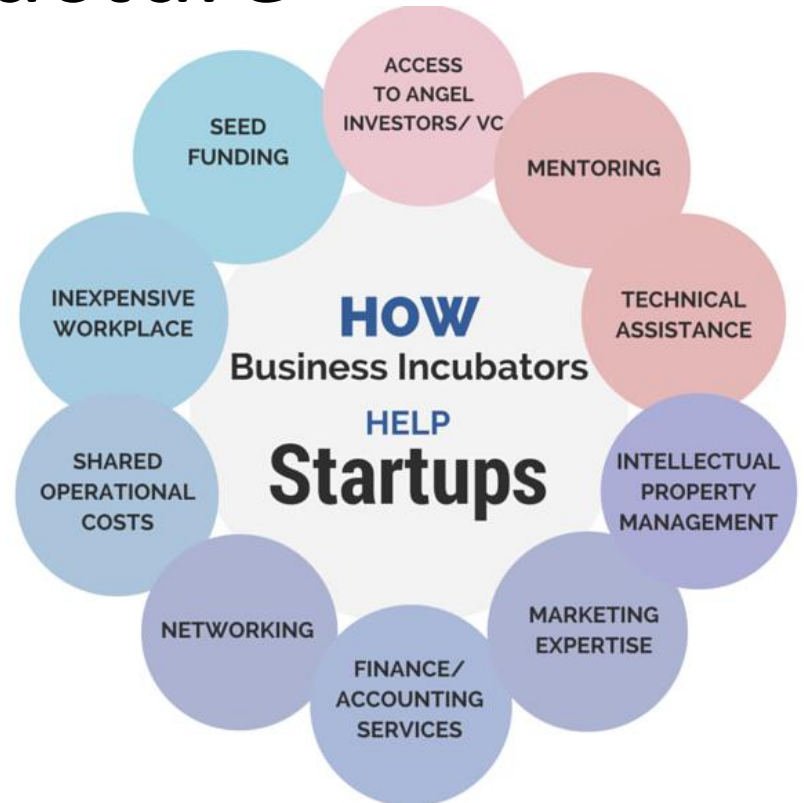 ACCESS
TO ANGEL
INVESTORS/ VC
MENTORING
TECHNICAL
ASSISTANCE
INTELLECTUAL
PROPERTY
MANAGEMENT
MARKETING
EXPERTISE
FINANCE/
ACCOUNTING
SERVICES
NETWORKING
SHARED
OPERATIONAL
COSTS
INEXPENSIVE
WORKPLACE
SEED
FUNDING
HOW
Business Incubators
HELP
Startups